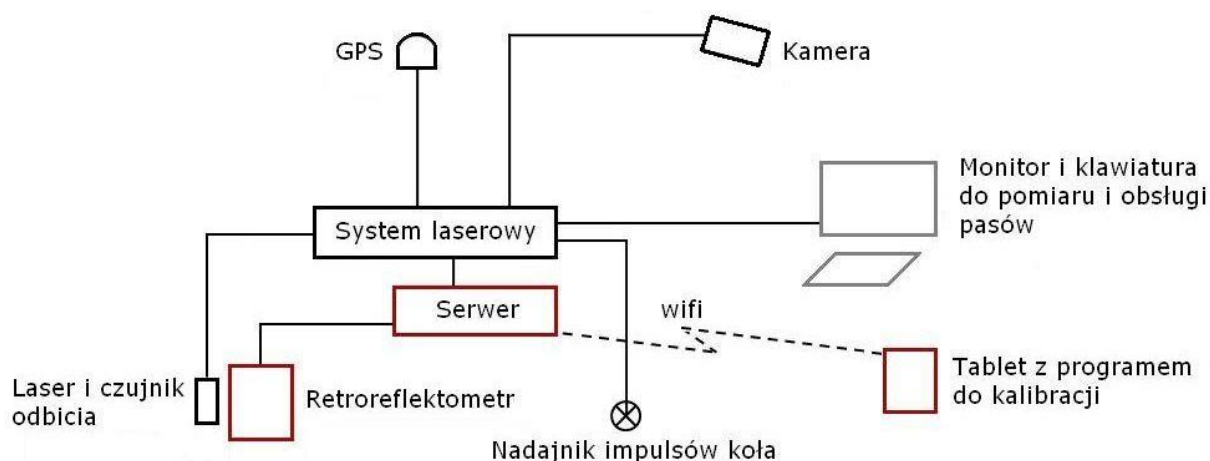 GPS
Kamera
Monitor i klawiatura
do pomiaru i obsługi
pasów
System laserowy
Serwer
wifi
Laser i czujnik
odbicia
Retroreflektometr
Tablet z programem
do kalibracji
Nadajnik impulsów koła